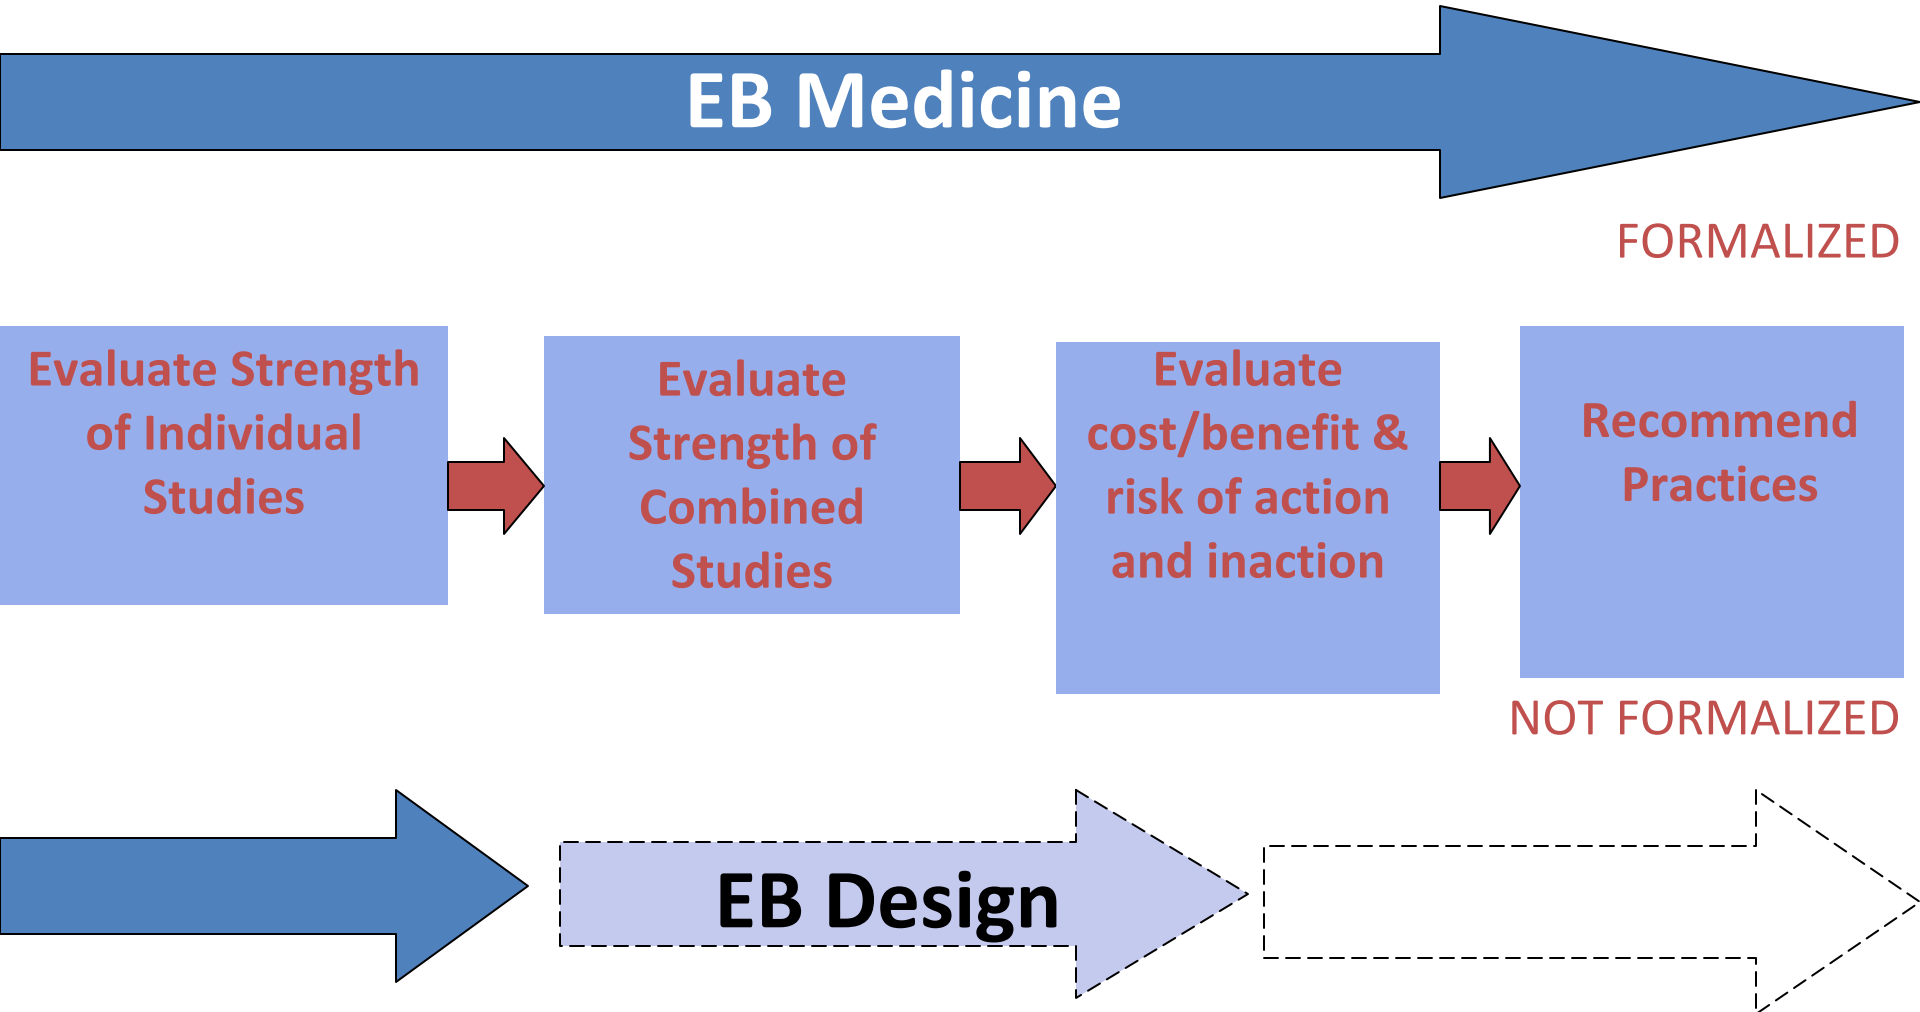 EB Medicine
FORMALIZED
Evaluate Strength
of Individual
Studies
Evaluate
Strength of
Combined
Studies
Evaluate
cost/benefit &
risk of action
and inaction
Recommend
Practices
NOT FORMALIZED
EB Design